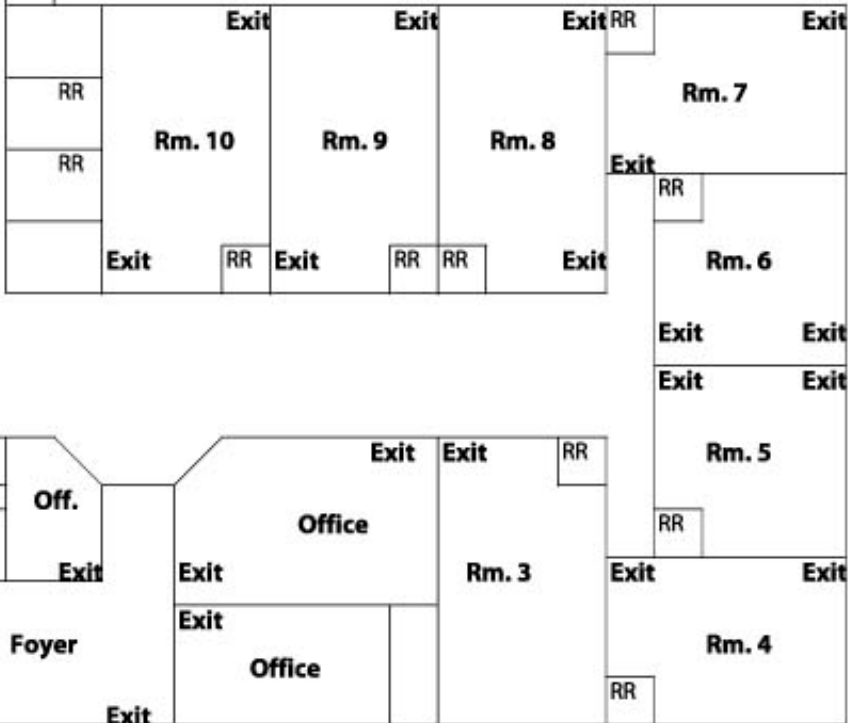 Exit Exit Exit RR Exit
RR Rm. 7
Rm. 10 Rm. 9 Rm. 8
RR Exit
RR
Exit RR Exit RR RR Exit Rm. 6
Exit Exit
Exit Exit
Exit Exit RR Rm. 5
Off. Office RR
Exit Exit Rm. 3 Exit Exit
Exit
Foyer Office Rm. 4
RR
Exit